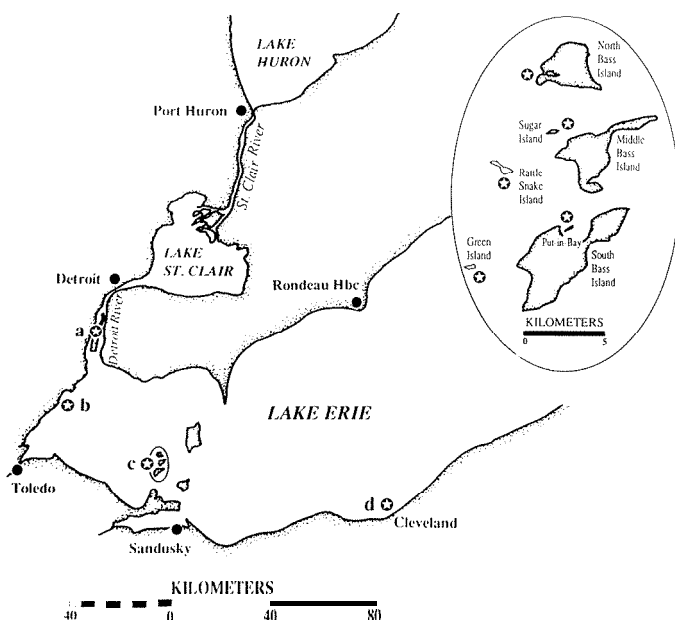 LAKE
HURON
Port Huron
St. Clair River
LAKE
ST. CLAIR
Detroit
Detroit River
Rondeau Hbc
a
b
LAKE ERIE
c
Toledo
d
Cleveland
Sandusky
KILOMETERS
40 0 40 80
North
Bass
Island
Sugar
Island
Middle
Bass
Island
Rattle
Snake
Island
Put-in-Bay
Green
Island
South
Bass
Island
KILOMETERS
0 5